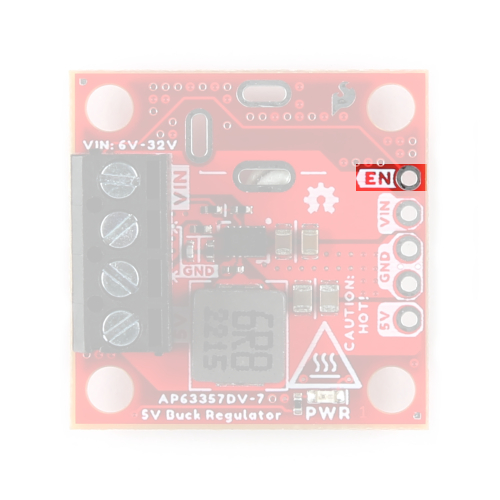 VIN: 6V-32V
VIN
EN
VIN
GND
GND
5V
CAUTION:
HOT!
6R8
2215
AP63357DV-7
5V Buck Regulator
PWR